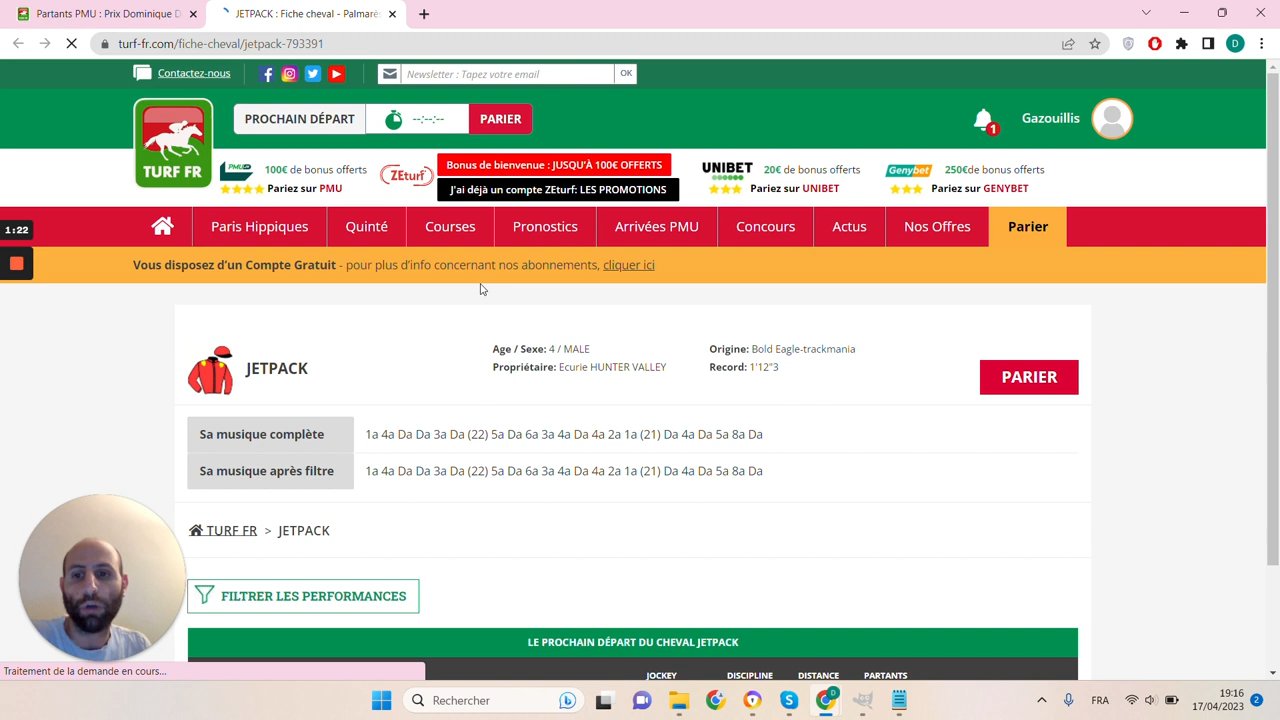 Partants PMU : Prix Dominique D
JETPACK : Fiche cheval - Palmarè
turf-fr.com/fiche-cheval/jetpack-793391
Contactez-nous
Newsletter : Tapez votre email
OK
PROCHAIN DÉPART
--:--:--
PARIER
1
Gazouillis
TURF FR
PMU
100€ de bonus offerts
Pariez sur PMU
ZEturf
Bonus de bienvenue : JUSQU'À 100€ OFFERTS
J'ai déjà un compte ZEturf: LES PROMOTIONS
UNIBET
20€ de bonus offerts
Pariez sur UNIBET
Genybet
250€de bonus offerts
Pariez sur GENYBET
1:22
Paris Hippiques
Quinté
Courses
Pronostics
Arrivées PMU
Concours
Actus
Nos Offres
Parier
Vous disposez d'un Compte Gratuit - pour plus d'info concernant nos abonnements, cliquer ici
JETPACK
Age / Sexe: 4 / MALE
Propriétaire: Ecurie HUNTER VALLEY
Origine: Bold Eagle-trackmania
Record: 1'12"3
PARIER
Sa musique complète
1a 4a Da Da 3a Da (22) 5a Da 6a 3a 4a Da 4a 2a 1a (21) Da 4a Da 5a 8a Da
Sa musique après filtre
1a 4a Da Da 3a Da (22) 5a Da 6a 3a 4a Da 4a 2a 1a (21) Da 4a Da 5a 8a Da
TURF FR > JETPACK
FILTRER LES PERFORMANCES
LE PROCHAIN DÉPART DU CHEVAL JETPACK
JOCKEY
DISCIPLINE
DISTANCE
PARTANTS
Traitement de la demande en cours...
Rechercher
D
D
FRA
19:16
17/04/2023
2